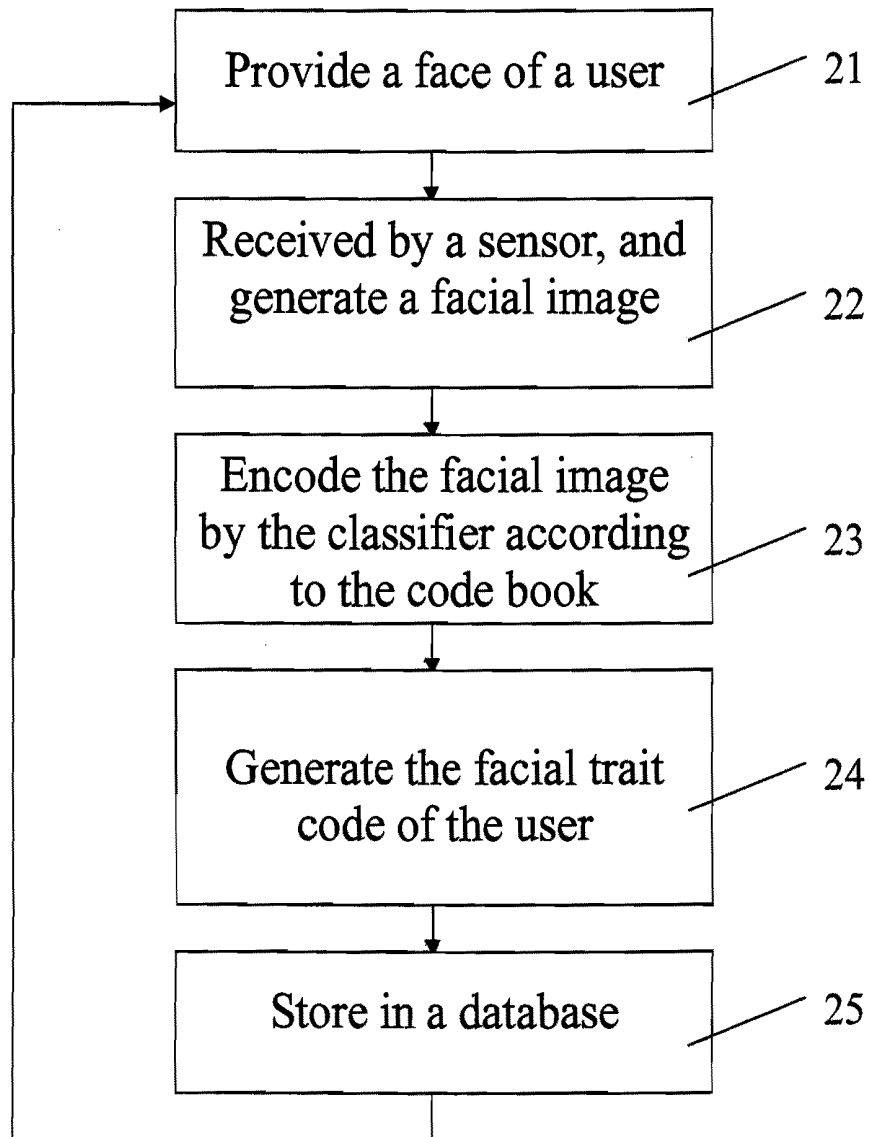 Provide a face of a user
21
Received by a sensor, and
generate a facial image
22
Encode the facial image
by the classifier according
to the code book
23
Generate the facial trait
code of the user
24
Store in a database
25